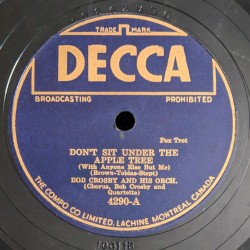 TRADE MARK
DECCA
BROADCASTING PROHIBITED
Fox Trot
DON'T SIT UNDER THE
APPLE TREE
(With Anyone Else But Me)
(Brown-Tobias-Stept)
BOB CROSBY AND HIS ORCH.
(Chorus, Bob Crosby and
Quartette)
4290-A
THE COMPO CO LIMITED. LACHINE MONTREAL CANADA